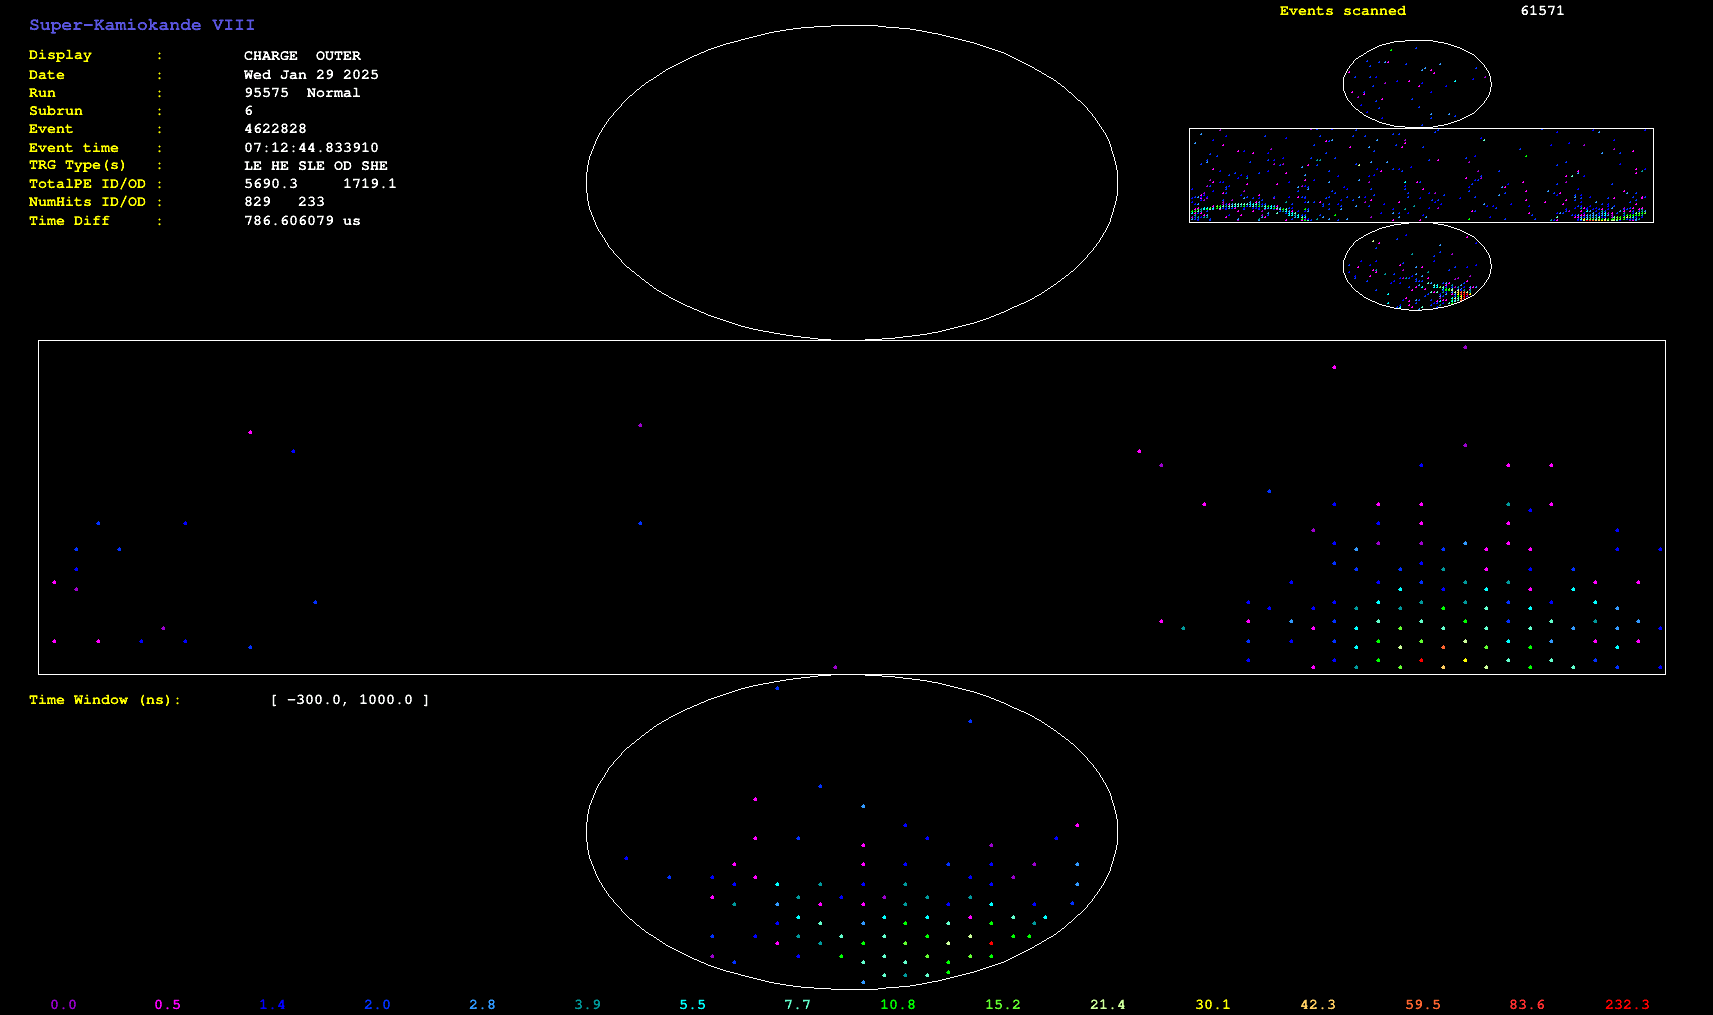 Super-Kamiokande VIII
Events scanned 61571
Display : CHARGE OUTER
Date : Wed Jan 29 2025
Run : 95575 Normal
Subrun : 6
Event : 4622828
Event time : 07:12:44.833910
TRG Type(s) : LE HE SLE OD SHE
TotalPE ID/OD : 5690.3 1719.1
NumHits ID/OD : 829 233
Time Diff : 786.606079 us
Time Window (ns): [ -300.0, 1000.0 ]
0.0 0.5 1.4 2.0 2.8 3.9 5.5 7.7 10.8 15.2 21.4 30.1 42.3 59.5 83.6 232.3